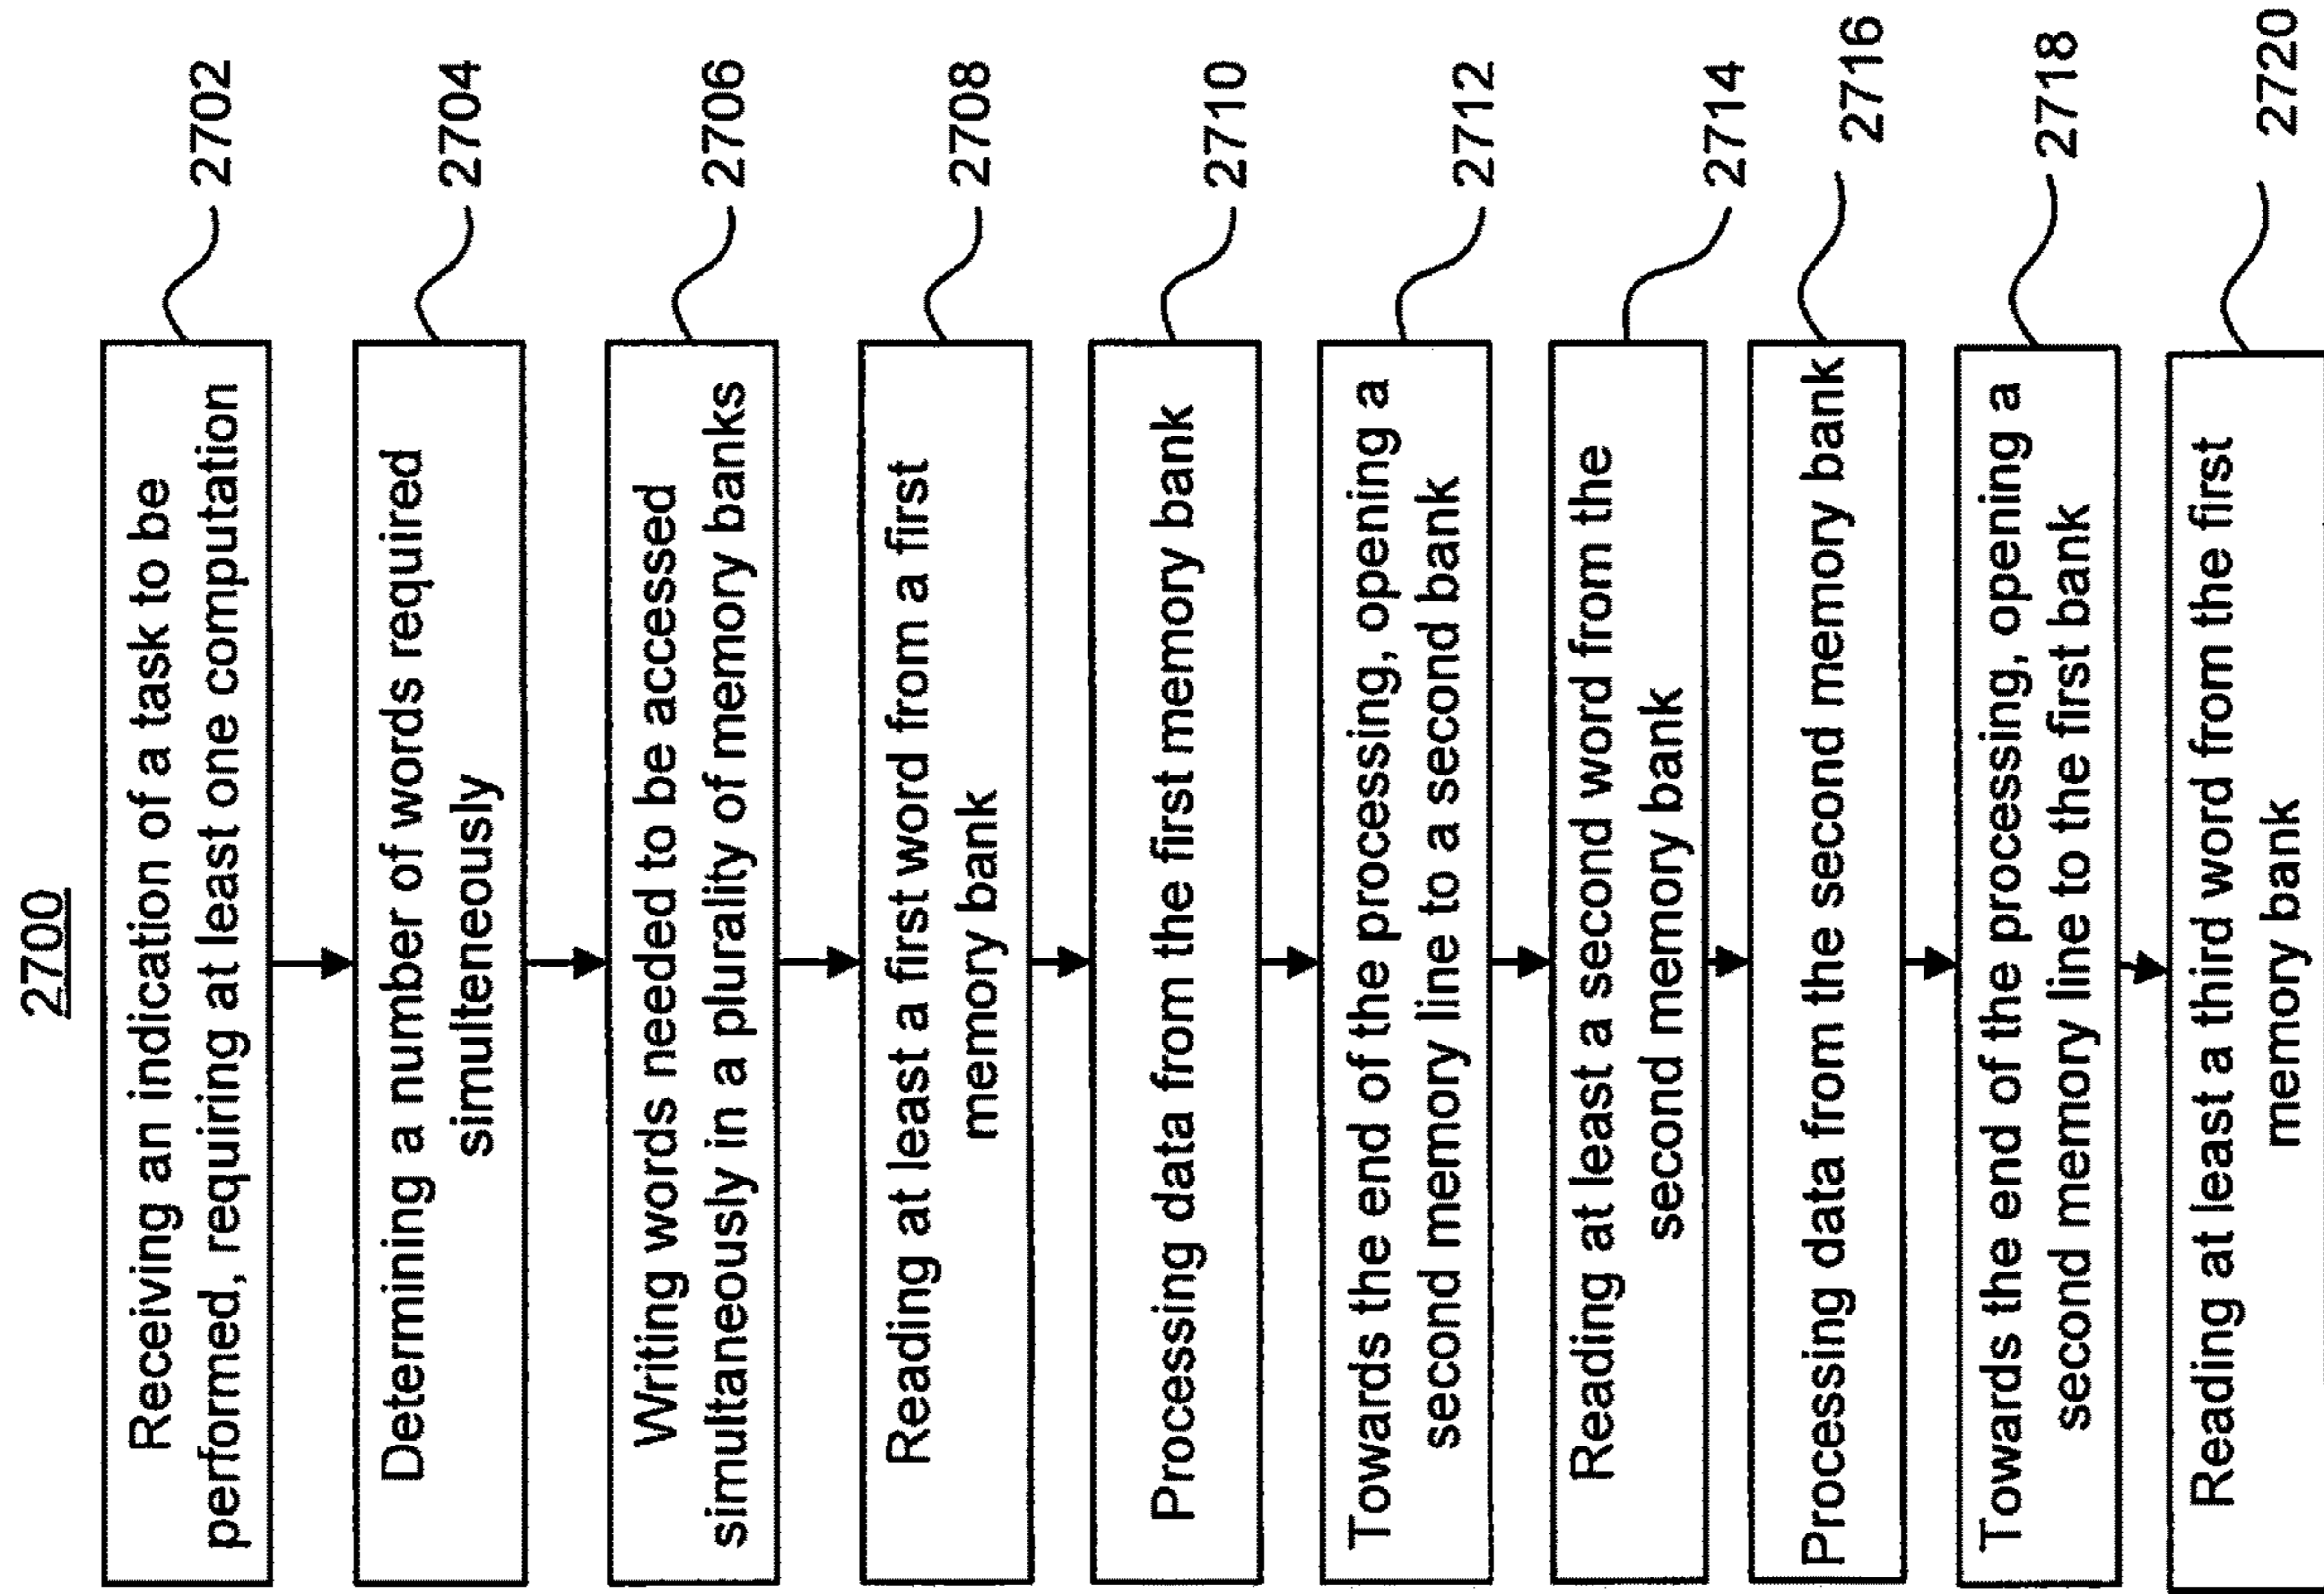 2700
Receiving an indication of a task to be
performed, requiring at least one computation
2702
Determining a number of words required
simulteneously
2704
Writing words needed to be accessed
simultaneously in a plurality of memory banks
2706
Reading at least a first word from a first
memory bank
2708
Processing data from the first memory bank
2710
Towards the end of the processing, opening a
second memory line to a second bank
2712
Reading at least a second word from the
second memory bank
2714
Processing data from the second memory bank
2716
Towards the end of the processing, opening a
second memory line to the first bank
2718
Reading at least a third word from the first
memory bank
2720